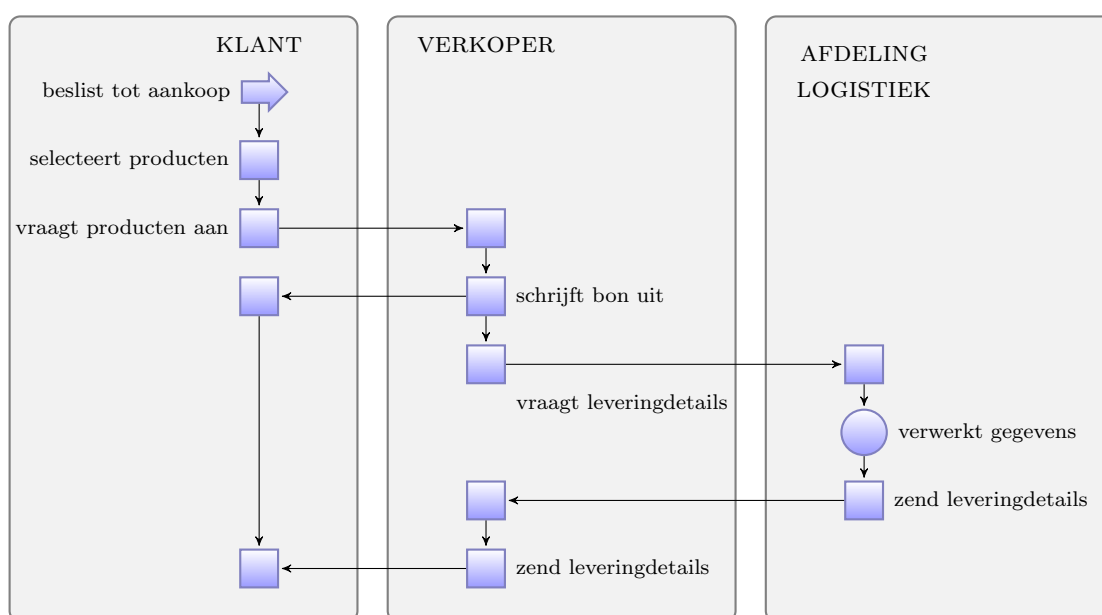 KLANT
VERKOPER
AFDELING
LOGISTIEK
beslist tot aankoop
selecteert producten
vraagt producten aan
schrijft bon uit
vraagt leveringdetails
verwerkt gegevens
zend leveringdetails
zend leveringdetails